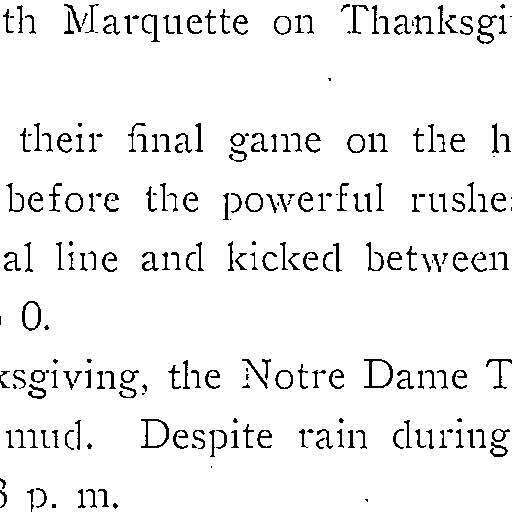 th Marquette on Thanksgi
their final game on the h
before the powerful rushe
al line and kicked between
0.
ksgiving, the Notre Dame T
mud. Despite rain during
p. m.